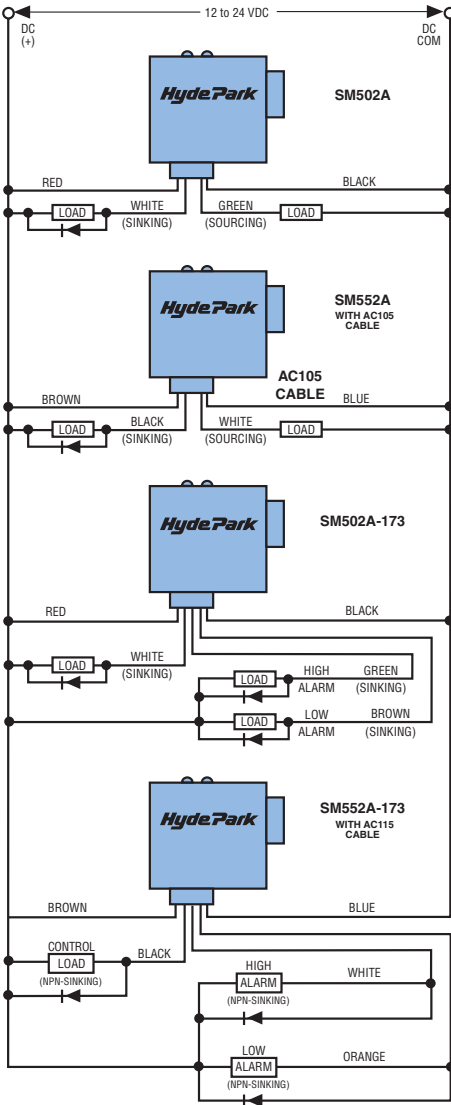 12 to 24 VDC
DC
(+)
DC
COM
HydePark
SM502A
RED
BLACK
LOAD
WHITE
(SINKING)
GREEN
(SOURCING)
LOAD
HydePark
SM552A
WITH AC105
CABLE
AC105
CABLE
BROWN
BLUE
LOAD
BLACK
(SINKING)
WHITE
(SOURCING)
LOAD
HydePark
SM502A-173
RED
BLACK
LOAD
WHITE
(SINKING)
LOAD
HIGH
ALARM
GREEN
(SINKING)
LOAD
LOW
ALARM
BROWN
(SINKING)
HydePark
SM552A-173
WITH AC115
CABLE
BROWN
BLUE
CONTROL
LOAD
(NPN-SINKING)
BLACK
HIGH
ALARM
(NPN-SINKING)
WHITE
LOW
ALARM
(NPN-SINKING)
ORANGE